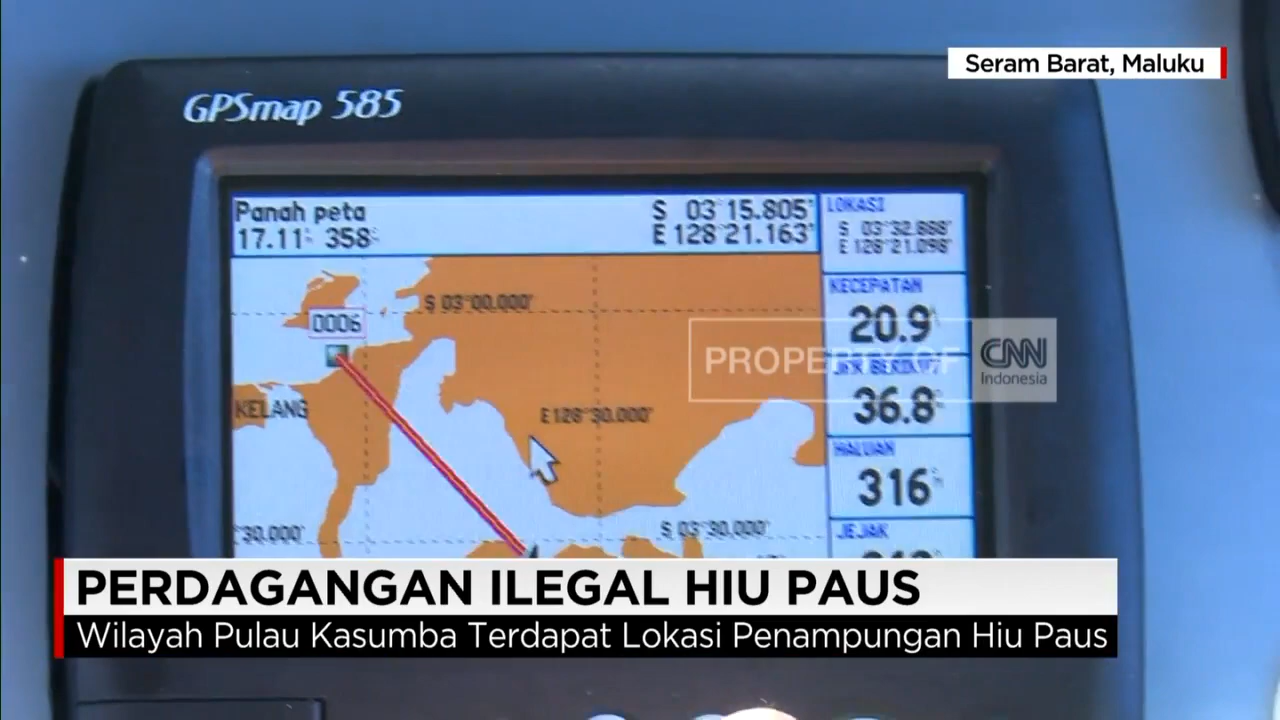 Seram Barat, Maluku
GPSmap 585
Panah peta
17.11 358°
S 03°15.805'
E 128°21.163'
LOKASI
S 03°32.888'
E 128°21.098'
KECEPATAN
20.9
36.8
HALUAN
316°
JEJAK
S 03°00.000'
0006
KELANG
E128°30.000'
°30.000'
S 03°30.000'
PROPERTY OF
CNN
Indonesia
PERDAGANGAN ILEGAL HIU PAUS
Wilayah Pulau Kasumba Terdapat Lokasi Penampungan Hiu Paus